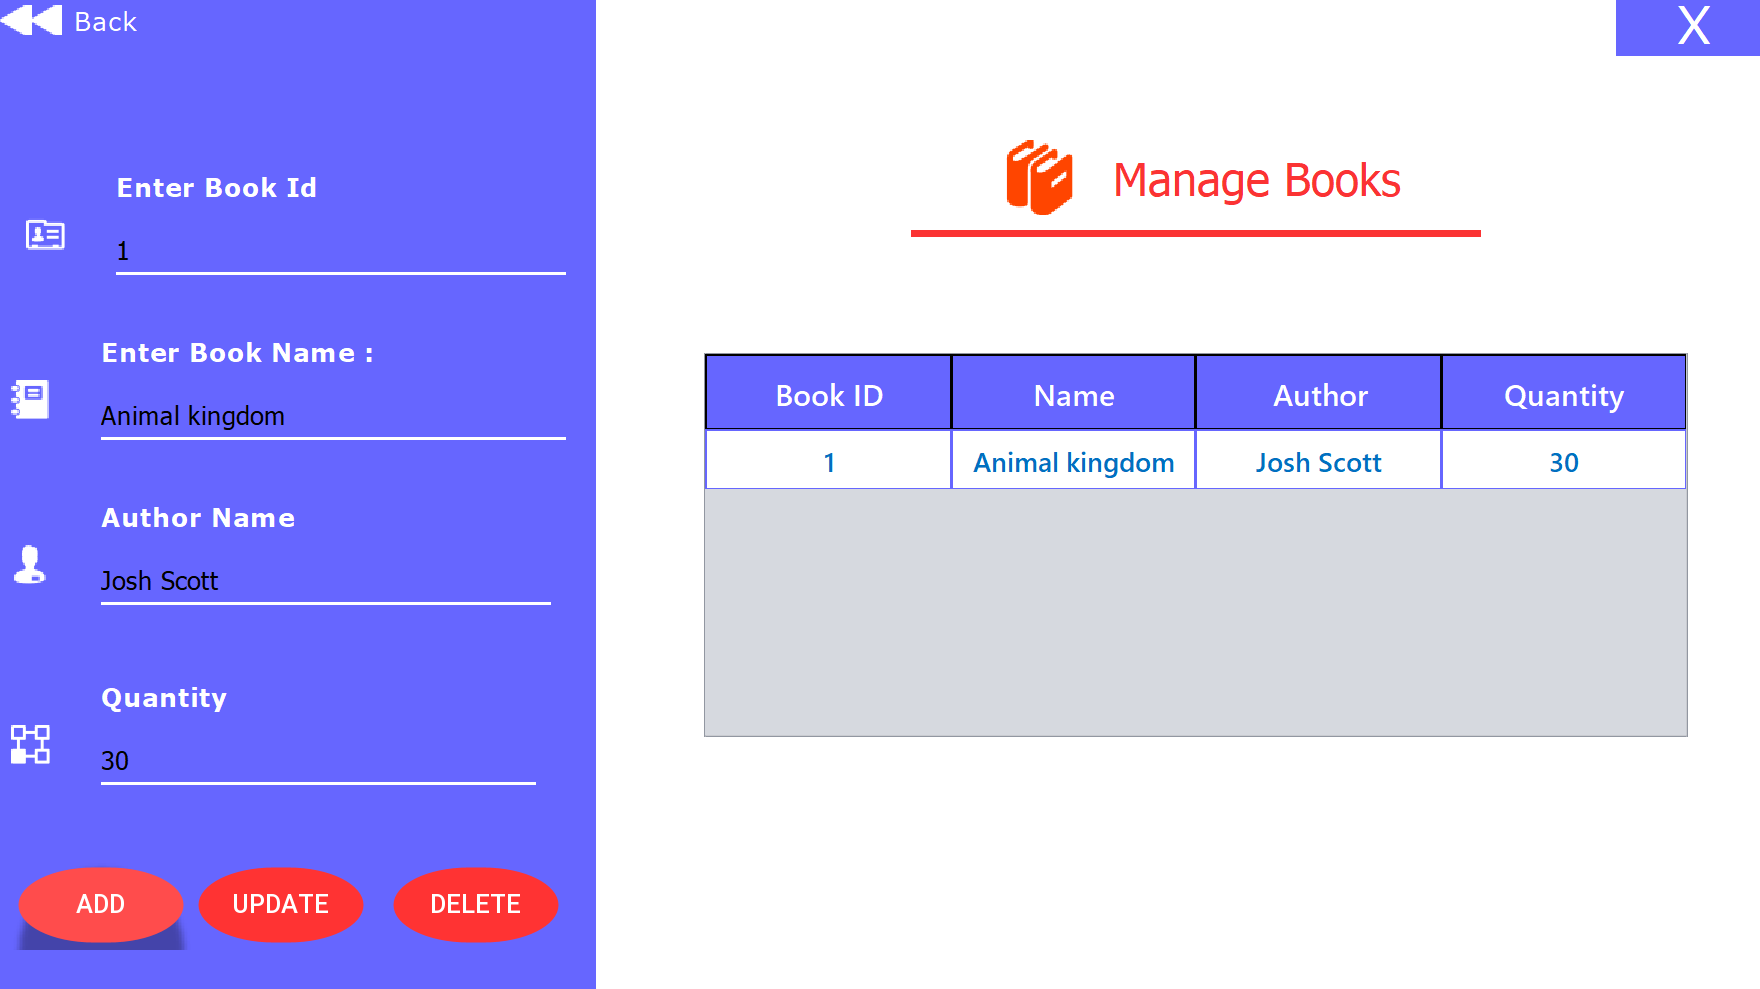 Back
X
Enter Book Id
1
Enter Book Name :
Animal kingdom
Author Name
Josh Scott
Quantity
30
ADD UPDATE DELETE
Manage Books
Book ID Name Author Quantity
1 Animal kingdom Josh Scott 30